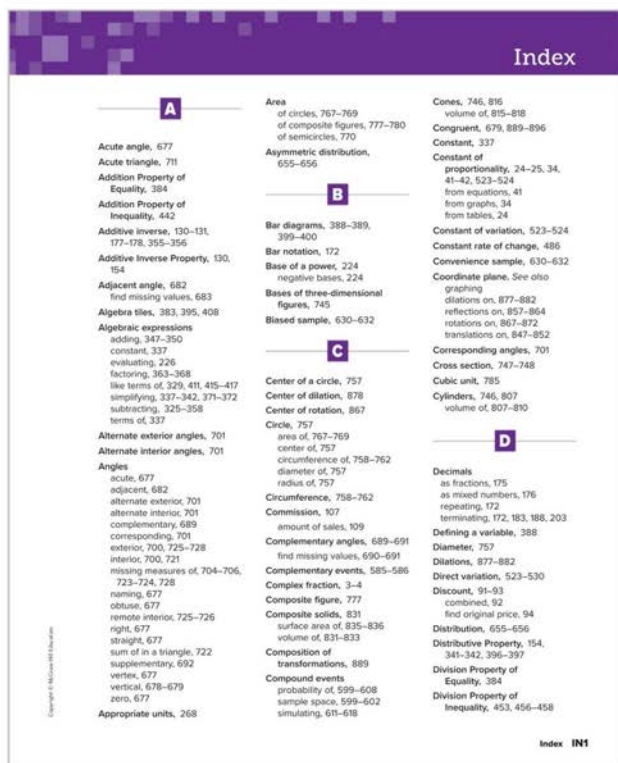 Index
A
Acute angle, 677
Acute triangle, 711
Addition Property of
Equality, 384
Addition Property of
Inequality, 442
Additive inverse, 130–131,
177–178, 355–356
Additive Inverse Property, 130,
154
Adjacent angle, 682
find missing values, 683
Algebra tiles, 383, 395, 408
Algebraic expressions
adding, 347–350
constant, 337
evaluating, 226
factoring, 363–368
like terms of, 329, 411, 415–417
simplifying, 337–342, 371–372
subtracting, 325–358
terms of, 337
Alternate exterior angles, 701
Alternate interior angles, 701
Angles
acute, 677
adjacent, 682
alternate exterior, 701
alternate interior, 701
complementary, 689
corresponding, 701
exterior, 700, 725–728
interior, 700, 721
missing measures of, 704–706,
723–724, 728
naming, 677
obtuse, 677
remote interior, 725–726
right, 677
straight, 677
sum of in a triangle, 722
supplementary, 692
vertex, 677
vertical, 678–679
zero, 677
Appropriate units, 268
Area
of circles, 767–769
of composite figures, 777–780
of semicircles, 770
Asymmetric distribution,
655–656
B
Bar diagrams, 388–389,
399–400
Bar notation, 172
Base of a power, 224
negative bases, 224
Bases of three-dimensional
figures, 745
Biased sample, 630–632
C
Center of a circle, 757
Center of dilation, 878
Center of rotation, 867
Circle, 757
area of, 767–769
center of, 757
circumference of, 758–762
diameter of, 757
radius of, 757
Circumference, 758–762
Commission, 107
amount of sales, 109
Complementary angles, 689–691
find missing values, 690–691
Complementary events, 585–586
Complex fraction, 3–4
Composite figure, 777
Composite solids, 831
surface area of, 835–836
volume of, 831–833
Composition of
transformations, 889
Compound events
probability of, 599–608
sample space, 599–602
simulating, 611–618
Cones, 746, 816
volume of, 815–818
Congruent, 679, 889–896
Constant, 337
Constant of
proportionality, 24–25, 34,
41–42, 523–524
from equations, 41
from graphs, 34
from tables, 24
Constant of variation, 523–524
Constant rate of change, 486
Convenience sample, 630–632
Coordinate plane. See also
graphing
dilations on, 877–882
reflections on, 857–864
rotations on, 867–872
translations on, 847–852
Corresponding angles, 701
Cross section, 747–748
Cubic unit, 785
Cylinders, 746, 807
volume of, 807–810
D
Decimals
as fractions, 175
as mixed numbers, 176
repeating, 172
terminating, 172, 183, 188, 203
Defining a variable, 388
Diameter, 757
Dilations, 877–882
Direct variation, 523–530
Discount, 91–93
combined, 92
find original price, 94
Distribution, 655–656
Distributive Property, 154,
341–342, 396–397
Division Property of
Equality, 384
Division Property of
Inequality, 453, 456–458
Copyright © McGraw-Hill Education
Index IN1